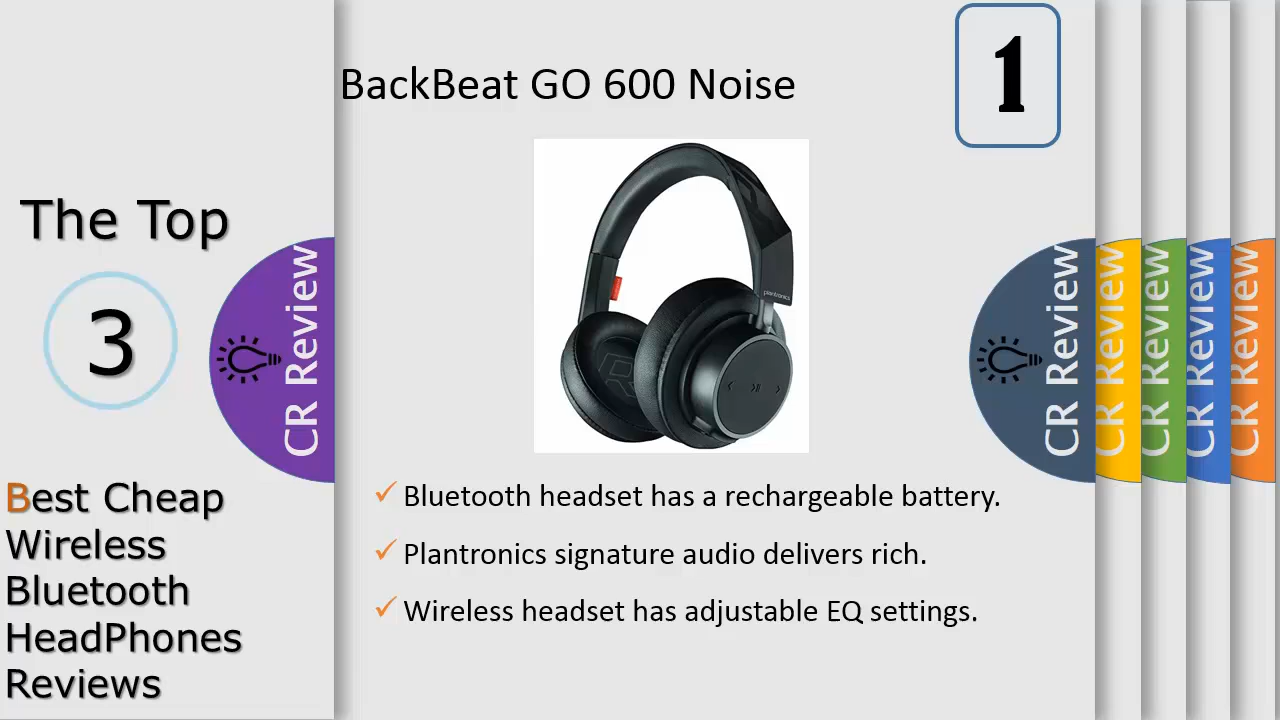 The Top
3
Best Cheap
Wireless
Bluetooth
HeadPhones
Reviews
CR Review
BackBeat GO 600 Noise
1
plantronics
Bluetooth headset has a rechargeable battery.
Plantronics signature audio delivers rich.
Wireless headset has adjustable EQ settings.
CR Review
CR Review
CR Review
CR Review
CR Review